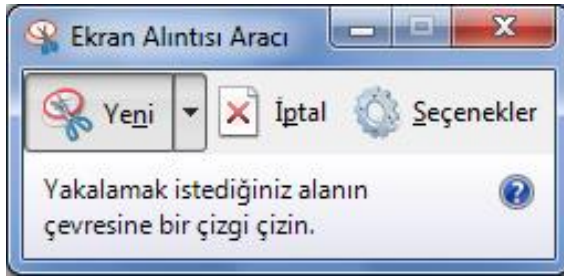 Ekran Alıntısı Aracı
Yeni İptal Seçenekler
Yakalamak istediğiniz alanın
çevresine bir çizgi çizin.